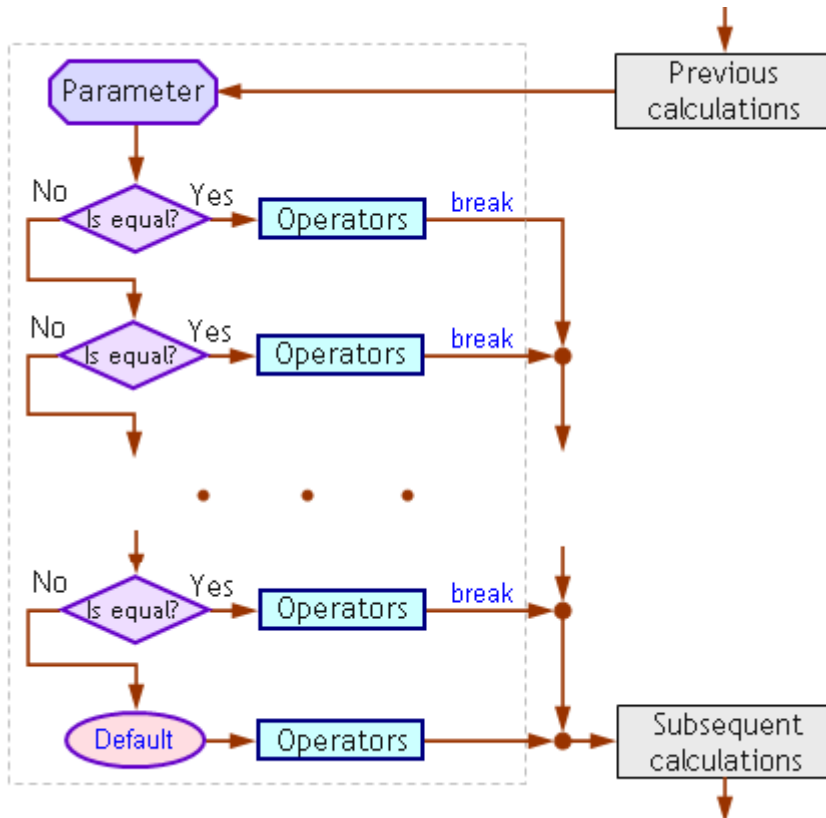 Previous
calculations
Parameter
No
Yes
Is equal?
Operators
break
No
Yes
Is equal?
Operators
break
No
Yes
Is equal?
Operators
break
Default
Operators
Subsequent
calculations